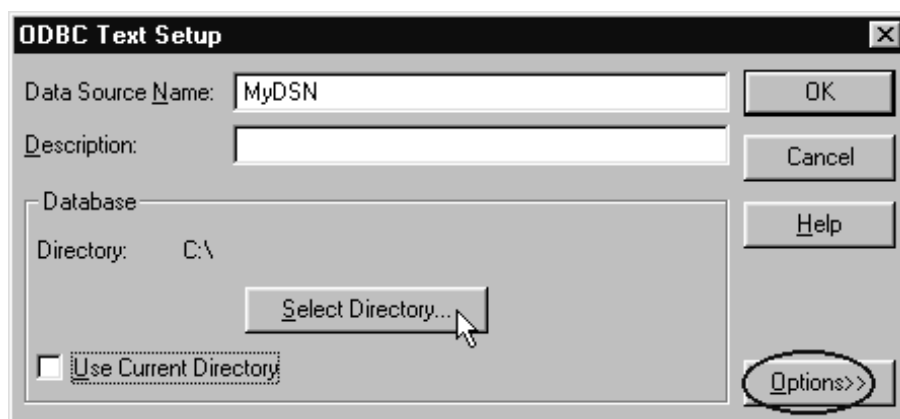 ODBC Text Setup
Data Source Name: MyDSN
OK
Description:
Cancel
Database
Help
Directory: C:\
Select Directory...
Use Current Directory
Options>>